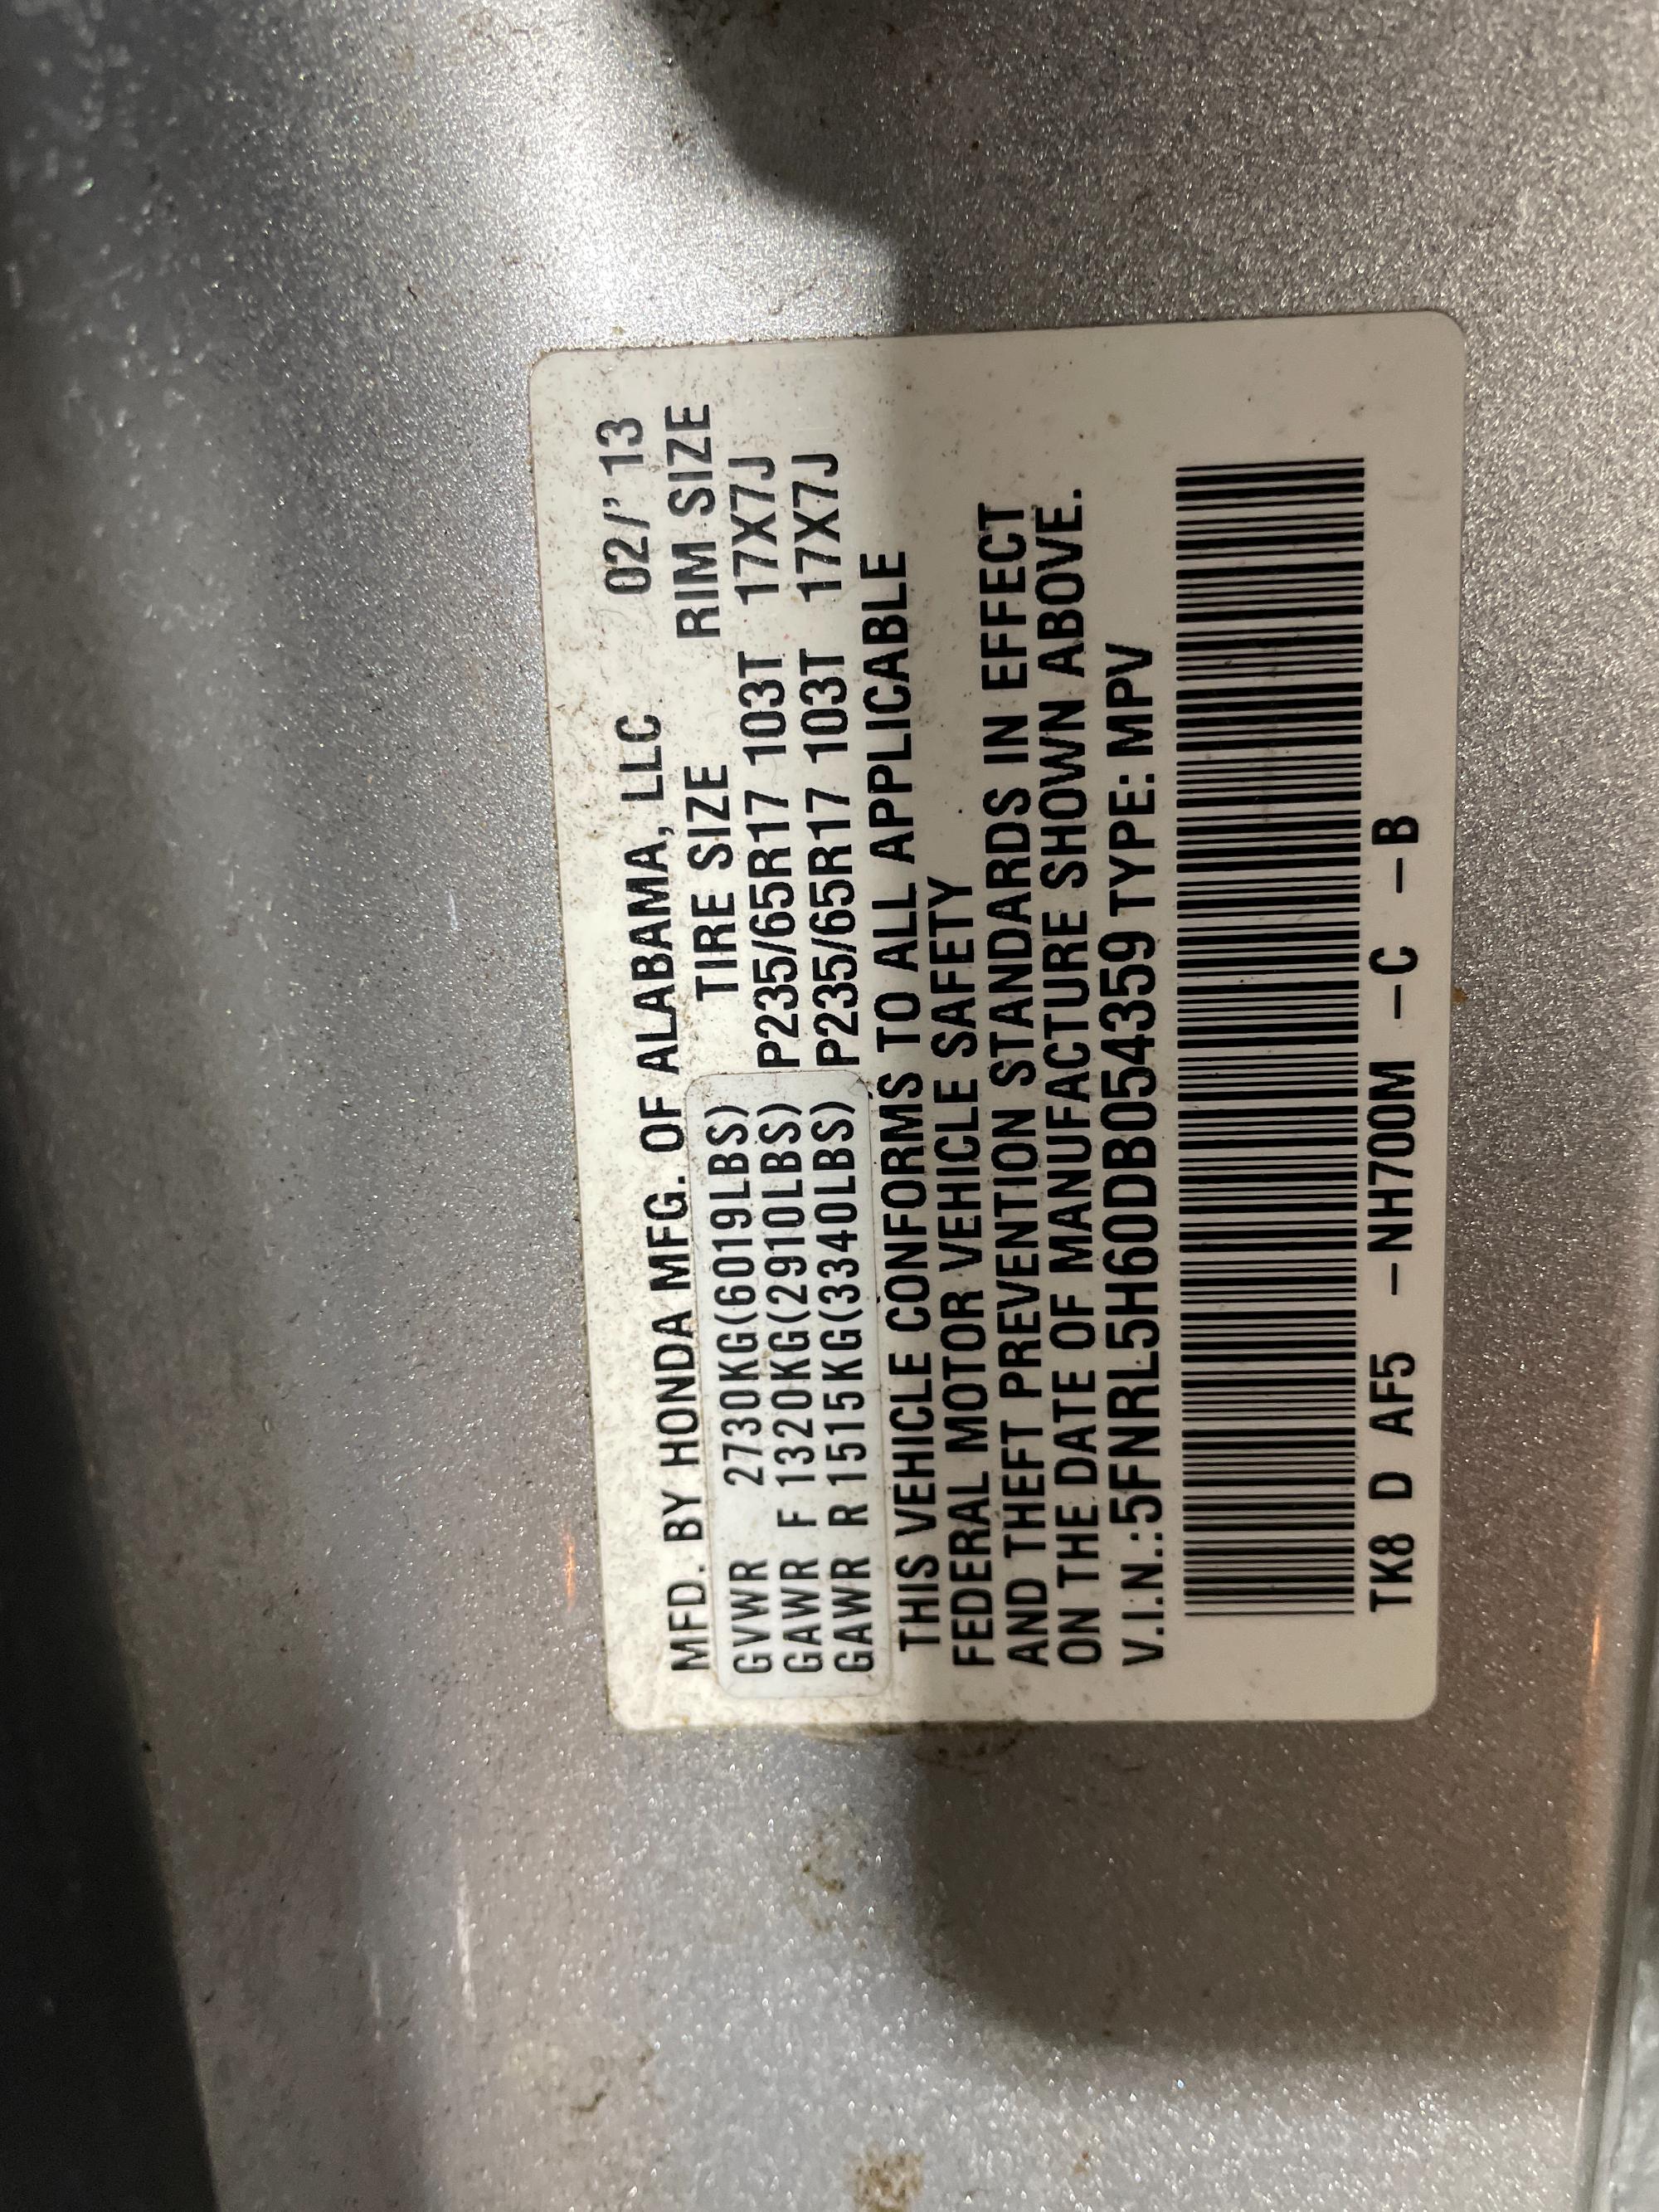 MFD. BY HONDA MFG. OF ALABAMA, LLC 02/'13
TIRE SIZE RIM SIZE
GVWR 2730KG(6019LBS)
GAWR F 1320KG(2910LBS) P235/65R17 103T 17X7J
GAWR R 1515KG(3340LBS) P235/65R17 103T 17X7J
THIS VEHICLE CONFORMS TO ALL APPLICABLE
FEDERAL MOTOR VEHICLE SAFETY
AND THEFT PREVENTION STANDARDS IN EFFECT
ON THE DATE OF MANUFACTURE SHOWN ABOVE.
V.I.N.:5FNRL5H60DB054359 TYPE: MPV
TK8 D AF5 -NH700M -C -B